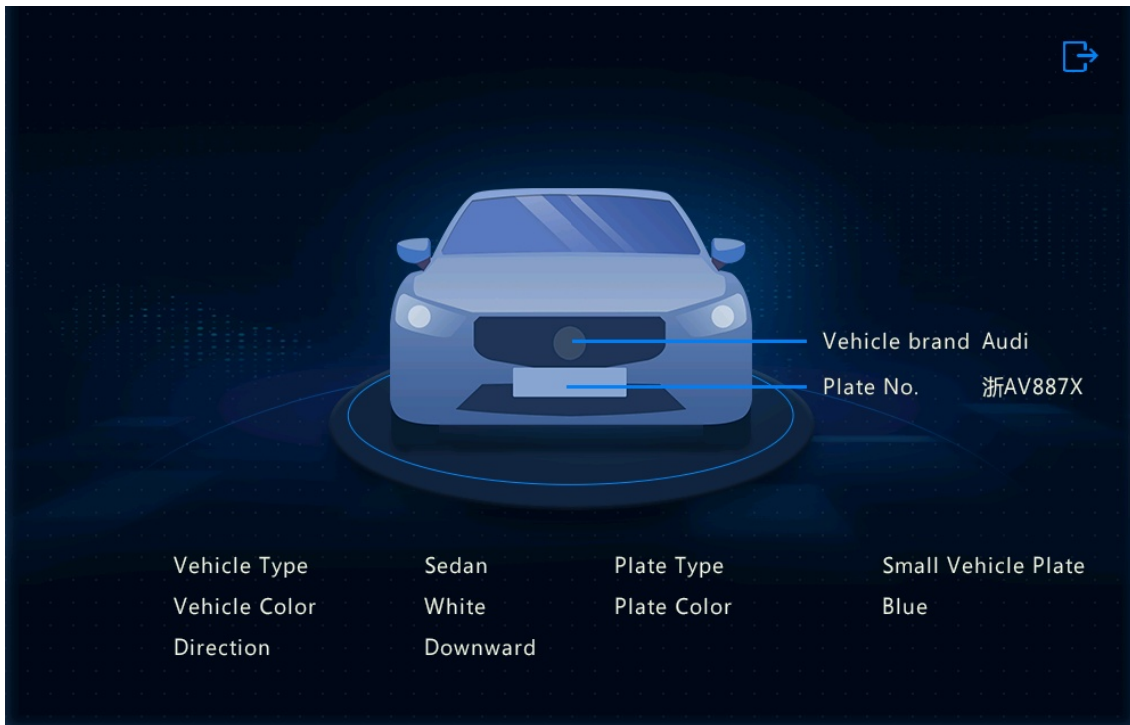 Vehicle brand Audi
Plate No. 浙AV887X
Vehicle Type Sedan Plate Type Small Vehicle Plate
Vehicle Color White Plate Color Blue
Direction Downward